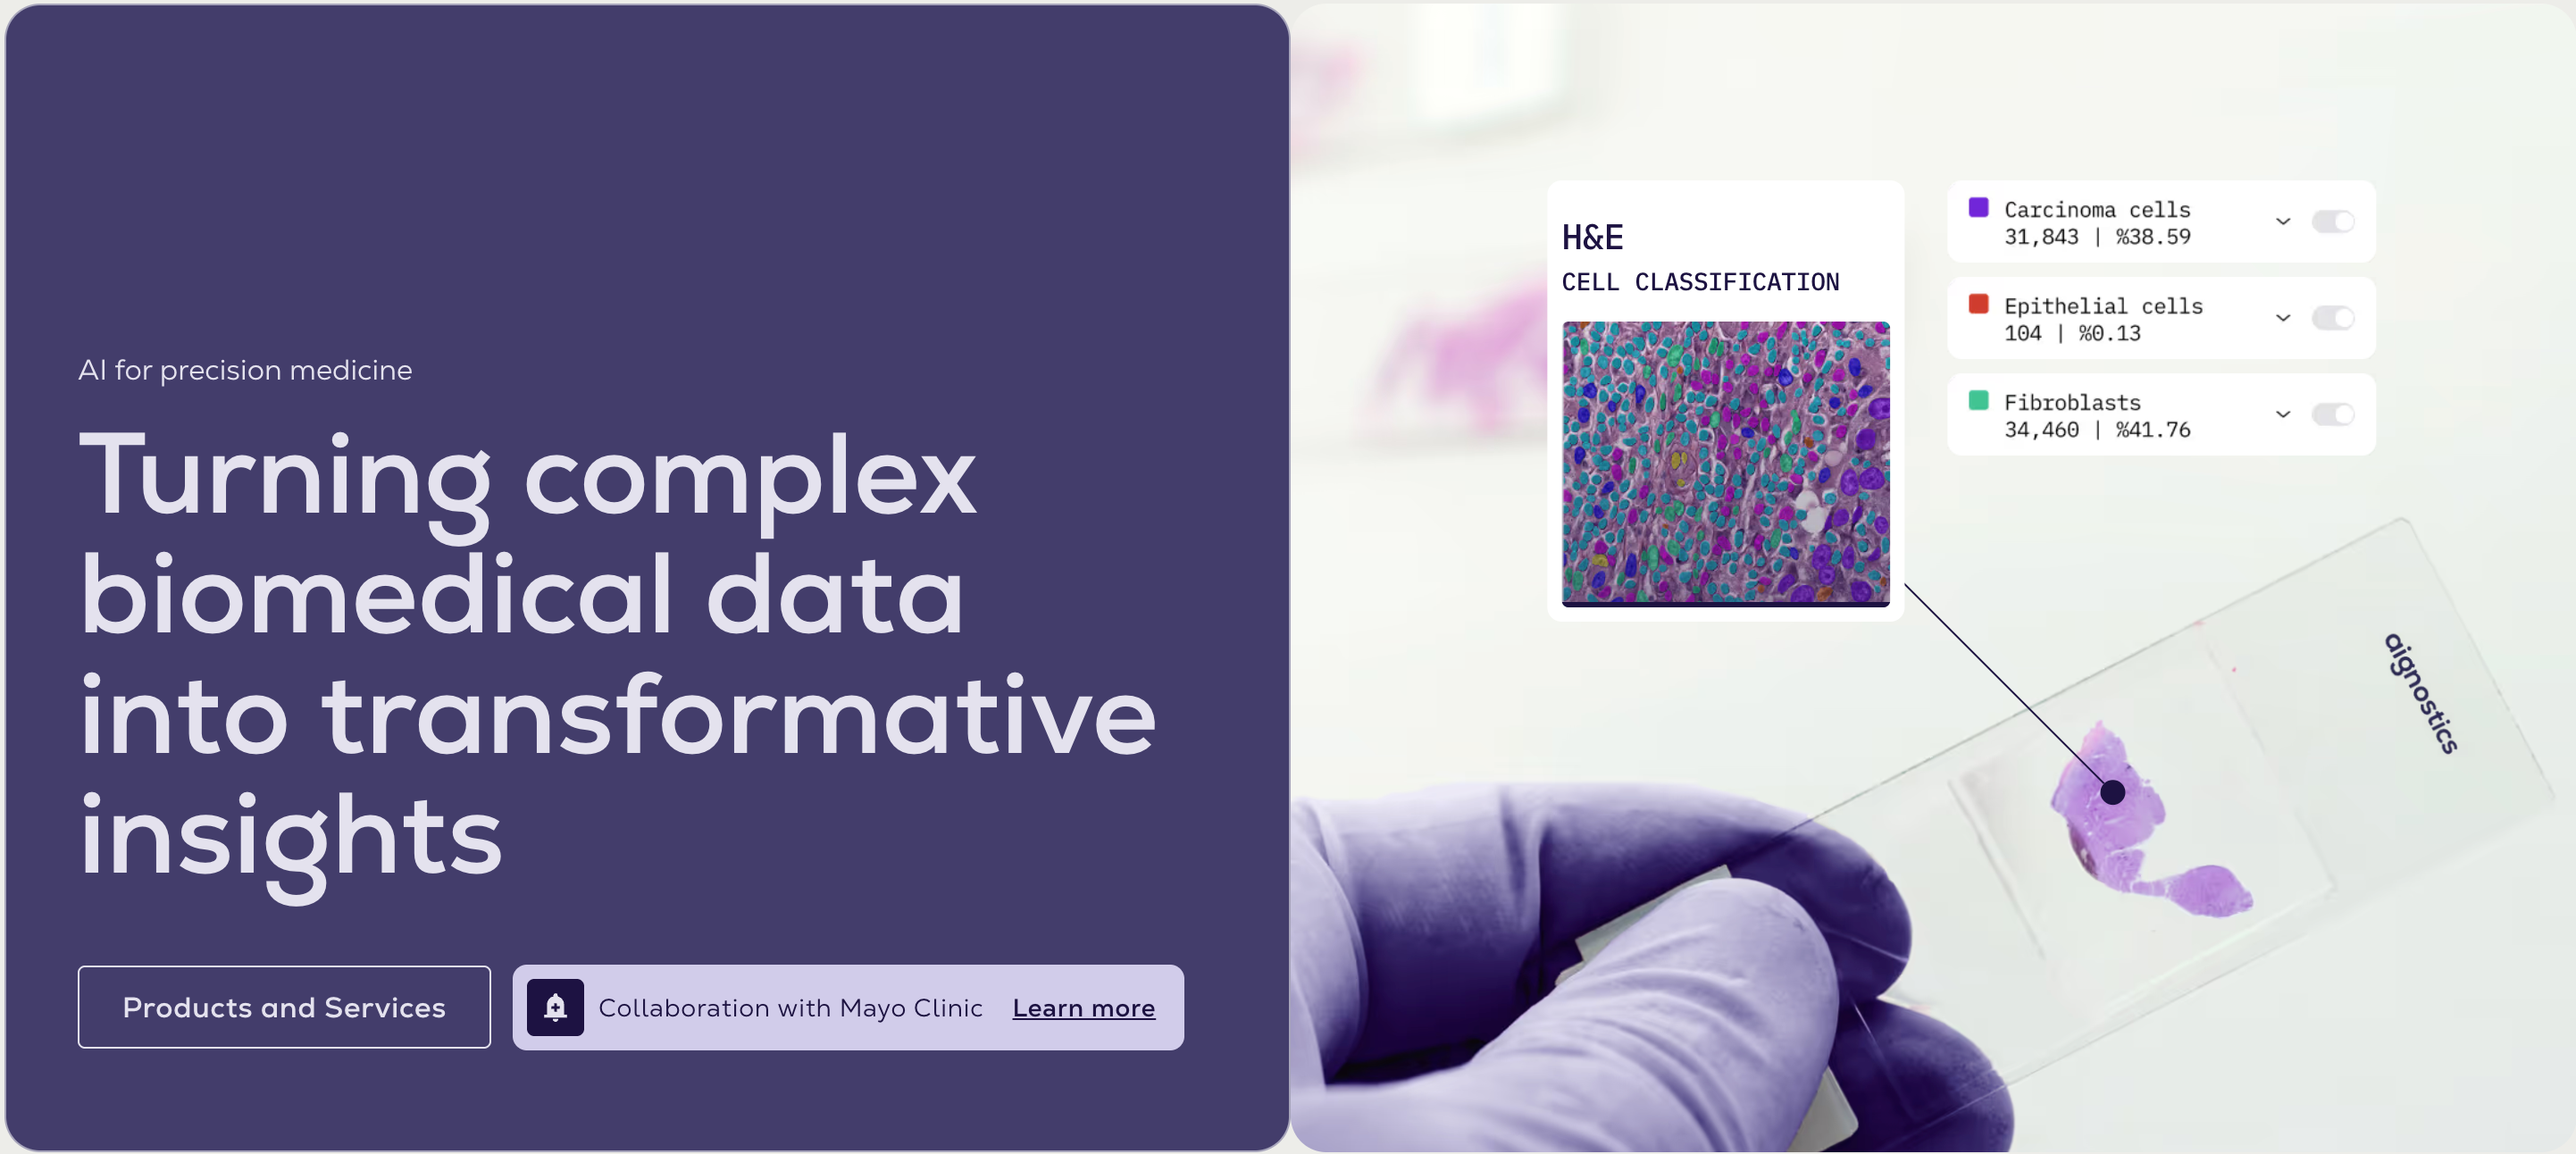 AI for precision medicine
Turning complex
biomedical data
into transformative
insights
Products and Services
Collaboration with Mayo Clinic Learn more
H&E
CELL CLASSIFICATION
Carcinoma cells
31,843 | %38.59
Epithelial cells
104 | %0.13
Fibroblasts
34,460 | %41.76
aignostics